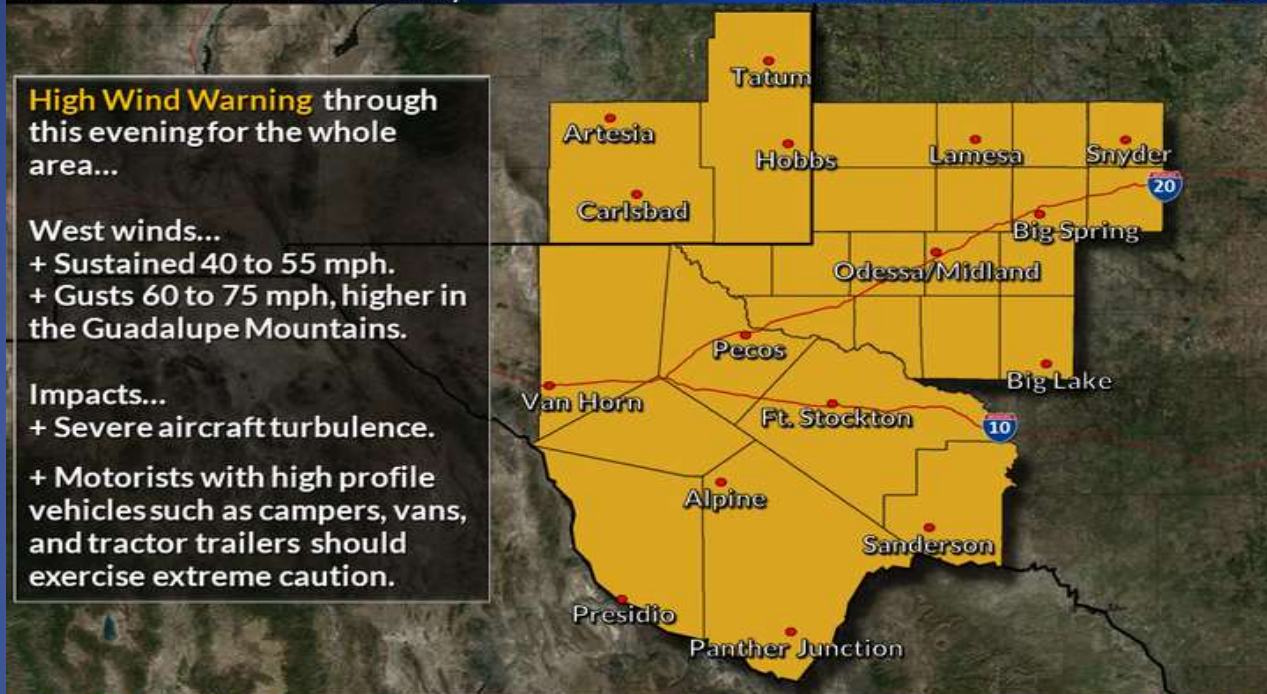 High Wind Warning through
this evening for the whole
area...
West winds...
+ Sustained 40 to 55 mph.
+ Gusts 60 to 75 mph, higher in
the Guadalupe Mountains.
Impacts...
+ Severe aircraft turbulence.
+ Motorists with high profile
vehicles such as campers, vans,
and tractor trailers should
exercise extreme caution.
Tatum
Artesia
Hobbs
Lamesa
Snyder
20
Carlsbad
Big Spring
Odessa/Midland
Pecos
Big Lake
Van Horn
Ft. Stockton
10
Alpine
Sanderson
Presidio
Panther Junction